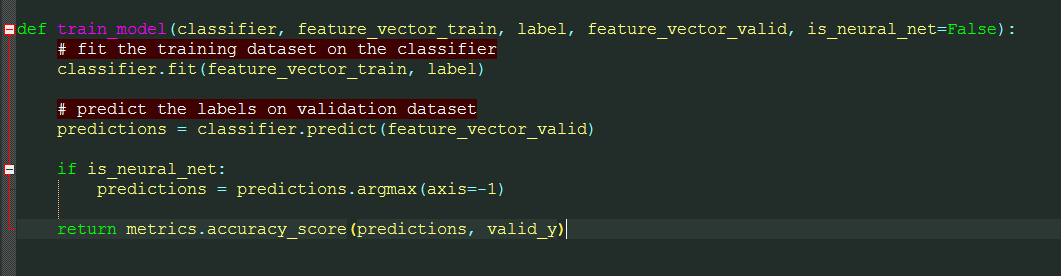 def train_model(classifier, feature_vector_train, label, feature_vector_valid, is_neural_net=False):
    # fit the training dataset on the classifier
    classifier.fit(feature_vector_train, label)

    # predict the labels on validation dataset
    predictions = classifier.predict(feature_vector_valid)

    if is_neural_net:
        predictions = predictions.argmax(axis=-1)

    return metrics.accuracy_score(predictions, valid_y)